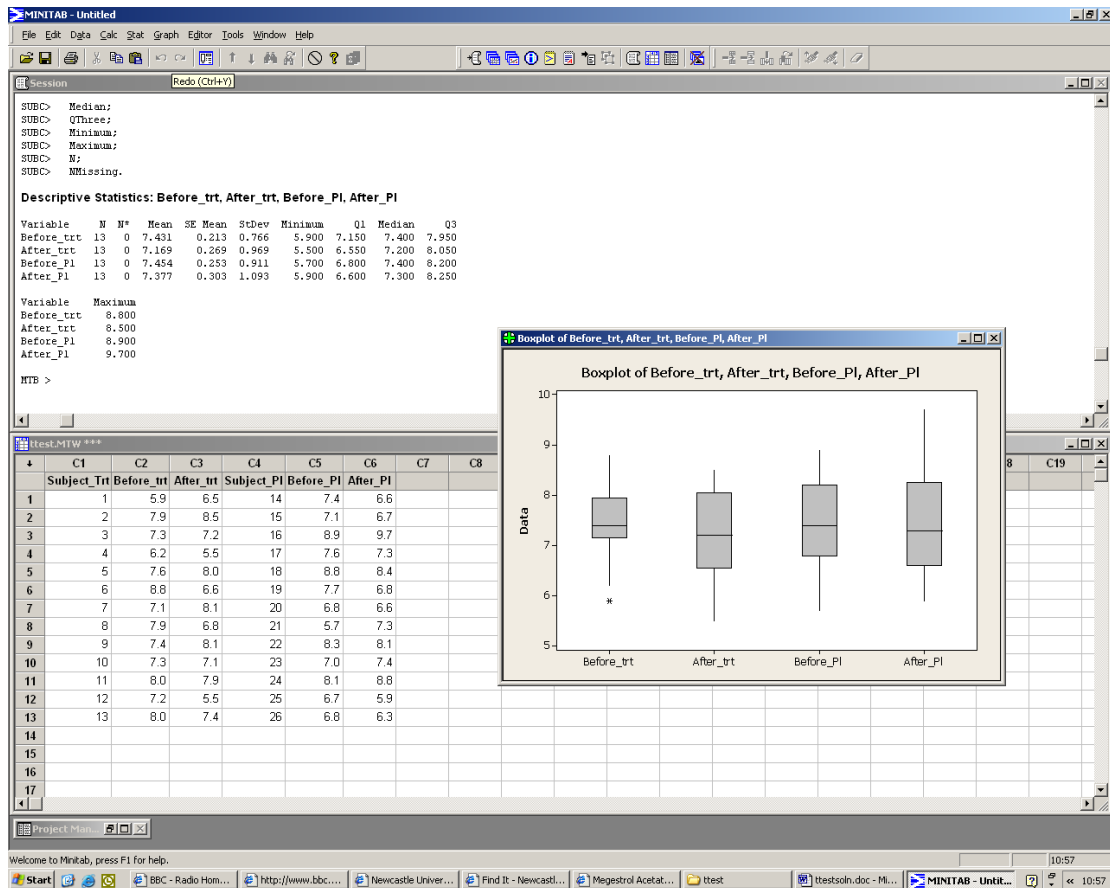 MINITAB - Untitled
File Edit Data Calc Stat Graph Editor Tools Window Help
Redo (Ctrl+Y)
Session
SUBC> Median;
SUBC> QThree;
SUBC> Minimum;
SUBC> Maximum;
SUBC> N;
SUBC> NMissing.
Descriptive Statistics: Before_trt, After_trt, Before_Pl, After_Pl
Variable N N* Mean SE Mean StDev Minimum Q1 Median Q3
Before_trt 13 0 7.431 0.213 0.766 5.900 7.150 7.400 7.950
After_trt 13 0 7.169 0.269 0.969 5.500 6.550 7.200 8.050
Before_Pl 13 0 7.454 0.253 0.911 5.700 6.800 7.400 8.200
After_Pl 13 0 7.377 0.303 1.093 5.900 6.600 7.300 8.250
Variable Maximum
Before_trt 8.800
After_trt 8.500
Before_Pl 8.900
After_Pl 9.700
MTB >
Boxplot of Before_trt, After_trt, Before_Pl, After_Pl
Boxplot of Before_trt, After_trt, Before_Pl, After_Pl
10
9
8
7
6
5
Data
Before_trt After_trt Before_Pl After_Pl
ttest.MTW ***
C1 C2 C3 C4 C5 C6 C7 C8 8 C19
Subject_Trt Before_trt After_trt Subject_Pl Before_Pl After_Pl
1 1 5.9 6.5 14 7.4 6.6
2 2 7.9 8.5 15 7.1 6.7
3 3 7.3 7.2 16 8.9 9.7
4 4 6.2 5.5 17 7.6 7.3
5 5 7.6 8.0 18 8.8 8.4
6 6 8.8 6.6 19 7.7 6.8
7 7 7.1 8.1 20 6.8 6.6
8 8 7.9 6.8 21 5.7 7.3
9 9 7.4 8.1 22 8.3 8.1
10 10 7.3 7.1 23 7.0 7.4
11 11 8.0 7.9 24 8.1 8.8
12 12 7.2 5.5 25 6.7 5.9
13 13 8.0 7.4 26 6.8 6.3
14
15
16
17
Project Man...
Welcome to Minitab, press F1 for help.
10:57
Start BBC - Radio Hom... http://www.bbc.... Newcastle Univer... Find It - Newcastl... Megestrol Acetat... ttest ttestsoln.doc - Mi... MINITAB - Untit... 10:57